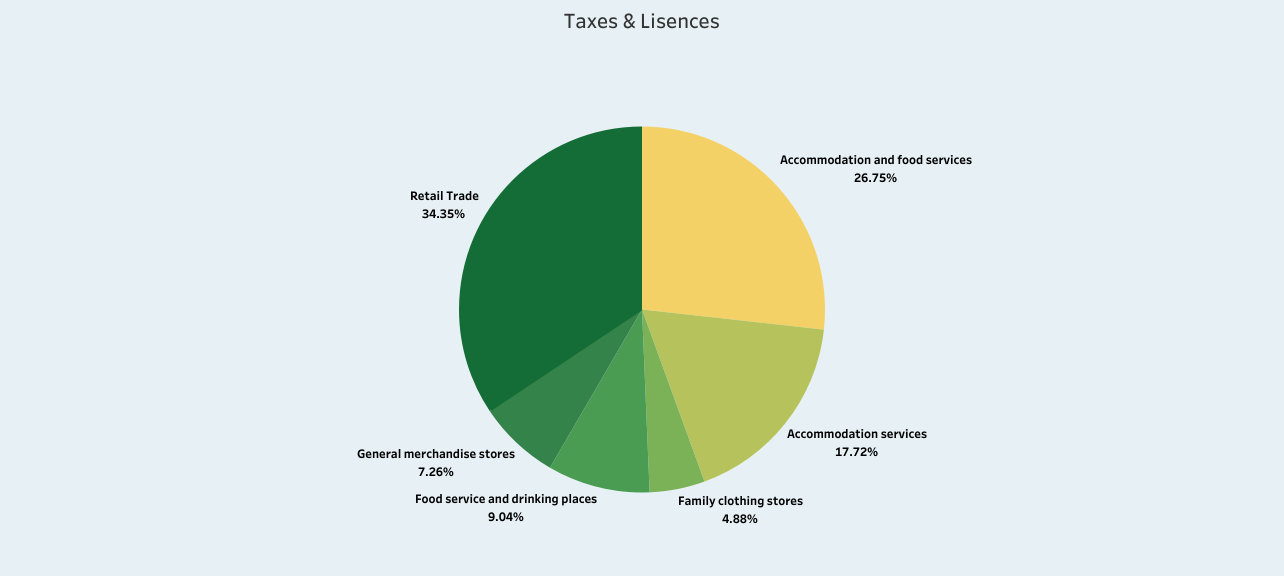 Taxes & Lisences
Accommodation and food services
26.75%
Retail Trade
34.35%
Accommodation services
17.72%
General merchandise stores
7.26%
Food service and drinking places
9.04%
Family clothing stores
4.88%